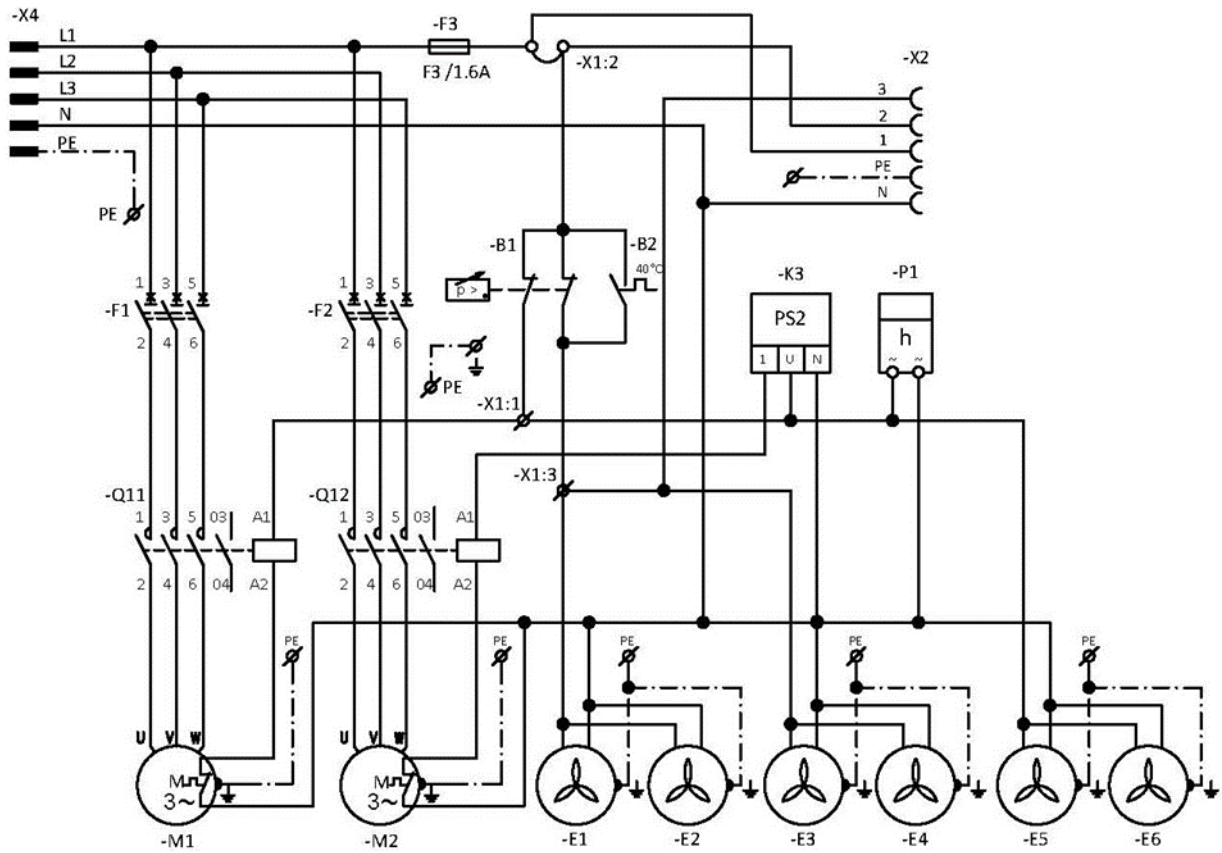 -X4
L1
L2
L3
N
PE
PE
-F3
F3 /1.6A
-X1:2
-X2
3
2
1
PE
N
-B1
-B2
40°C
p >
-K3
PS2
1 U N
-P1
h
~ ~
-F1
1 3 5
2 4 6
-F2
1 3 5
2 4 6
PE
-X1:1
-X1:3
-Q11
1 3 5 03 A1
2 4 6 04 A2
-Q12
1 3 5 03 A1
2 4 6 04 A2
PE
PE
PE
PE
PE
U V W
U V W
M
3~
M
3~
-M1
-M2
-E1
-E2
-E3
-E4
-E5
-E6